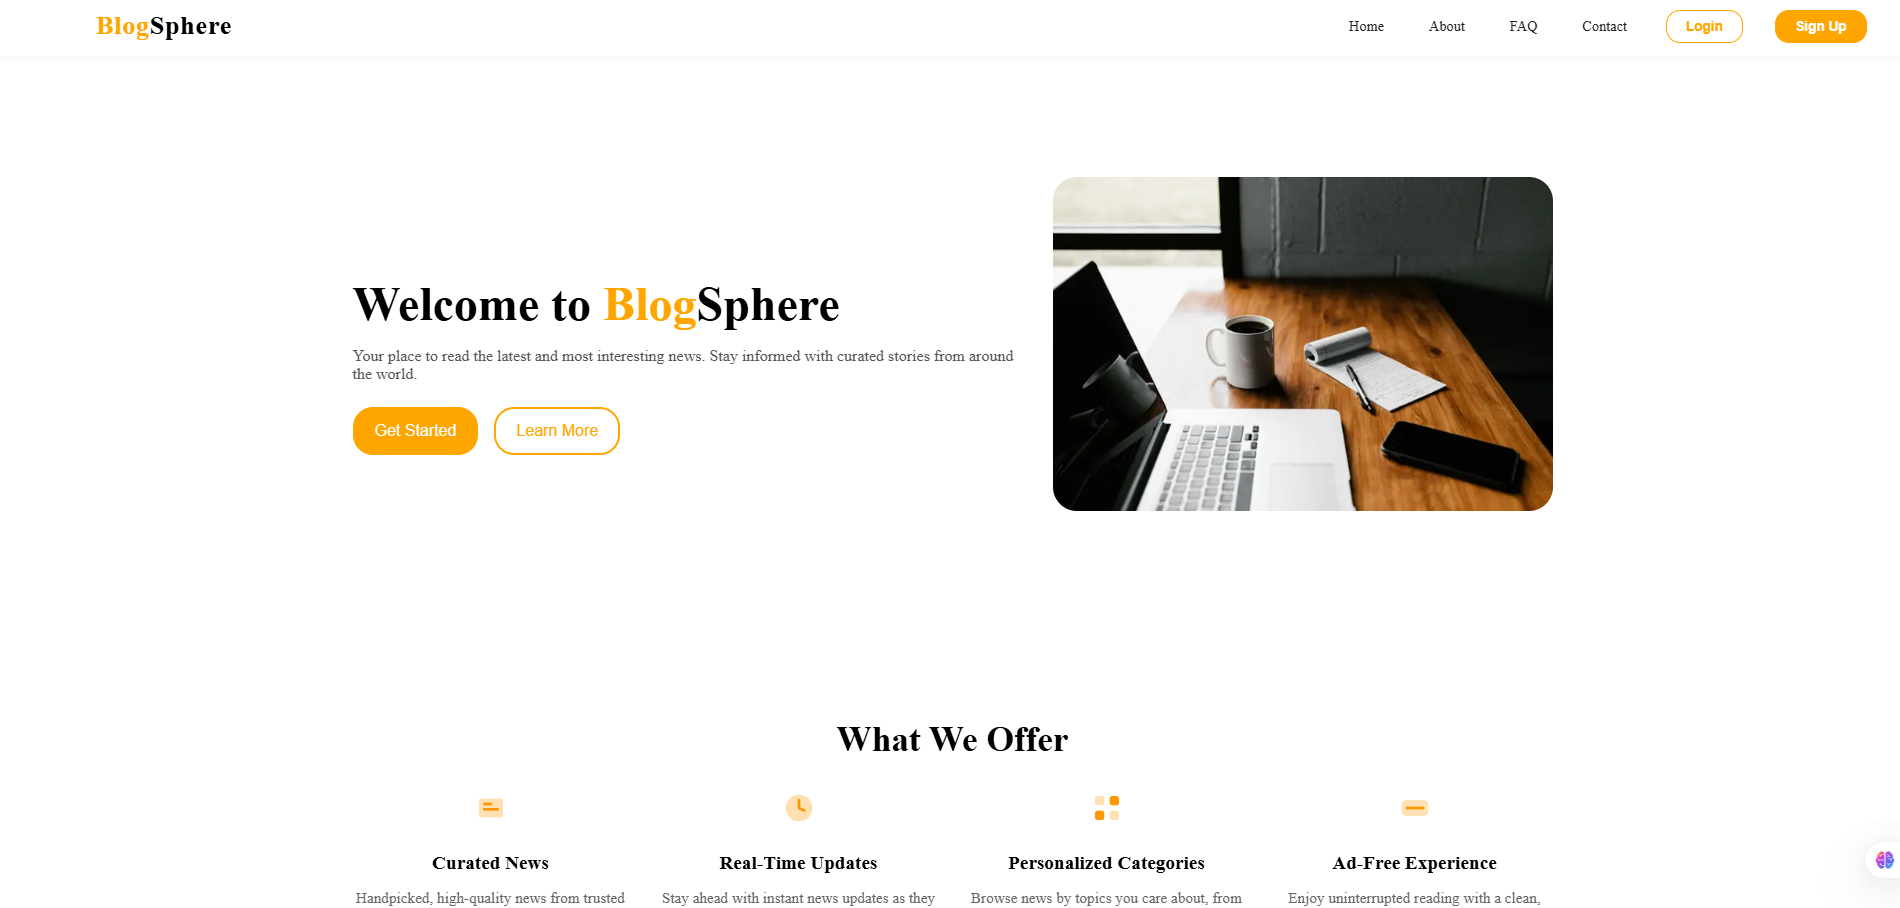 BlogSphere
Home About FAQ Contact Login Sign Up
Welcome to BlogSphere
Your place to read the latest and most interesting news. Stay informed with curated stories from around
the world.
Get Started Learn More
What We Offer
Curated News
Real-Time Updates
Personalized Categories
Ad-Free Experience
Handpicked, high-quality news from trusted
Stay ahead with instant news updates as they
Browse news by topics you care about, from
Enjoy uninterrupted reading with a clean,